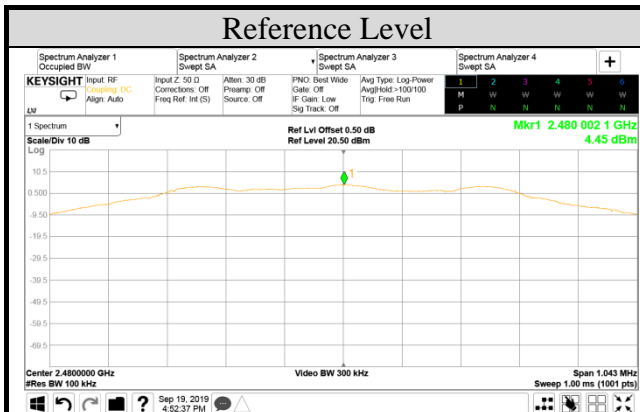 Reference Level
Spectrum Analyzer 1
Occupied BW
Spectrum Analyzer 2
Swept SA
Spectrum Analyzer 3
Swept SA
Spectrum Analyzer 4
Swept SA
+
KEYSIGHT
Input: RF
Coupling: DC
Align: Auto
Input Z: 50 Ω
Corrections: Off
Freq Ref: Int (S)
Atten: 30 dB
Preamp: Off
Source: Off
PNO: Best Wide
Gate: Off
IF Gain: Low
Sig Track: Off
Avg Type: Log-Power
Avg|Hold:>100/100
Trig: Free Run
1 2 3 4 5 6
M W W W W W
P N N N N N
LXI
1 Spectrum
Scale/Div 10 dB
Ref Lvl Offset 0.50 dB
Ref Level 20.50 dBm
Mkr1 2.480 002 1 GHz
4.45 dBm
Log
1
10.5
0.500
-9.50
-19.5
-29.5
-39.5
-49.5
-59.5
-69.5
Center 2.4800000 GHz
#Res BW 100 kHz
Video BW 300 kHz
Span 1.043 MHz
Sweep 1.00 ms (1001 pts)
?
Sep 19, 2019
4:52:37 PM